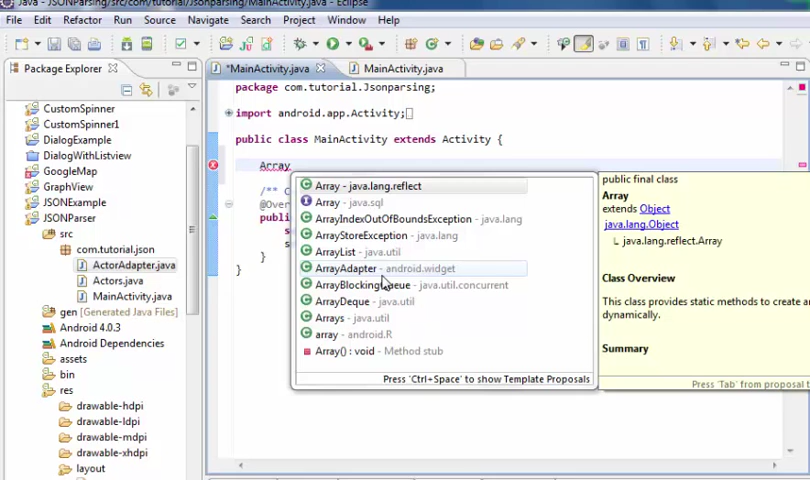 Java - JSONParsing/src/com/tutorial/Jsonparsing/MainActivity.java - Eclipse
File Edit Refactor Run Source Navigate Search Project Window Help
Package Explorer
*MainActivity.java
MainActivity.java
CustomSpinner
CustomSpinner1
DialogExample
DialogWithListview
GoogleMap
GraphView
JSONExample
JSONParser
src
com.tutorial.json
ActorAdapter.java
Actors.java
MainActivity.java
gen [Generated Java Files]
Android 4.0.3
Android Dependencies
assets
bin
res
drawable-hdpi
drawable-ldpi
drawable-mdpi
drawable-xhdpi
layout
package com.tutorial.Jsonparsing;
import android.app.Activity;
public class MainActivity extends Activity {
Array
/** C
@Over
publi
s
s
}
}
Array - java.lang.reflect
Array - java.sql
ArrayIndexOutOfBoundsException - java.lang
ArrayStoreException - java.lang
ArrayList - java.util
ArrayAdapter - android.widget
ArrayBlockingQueue - java.util.concurrent
ArrayDeque - java.util
Arrays - java.util
array - android.R
Array() : void - Method stub
Press 'Ctrl+Space' to show Template Proposals
public final class
Array
extends Object
java.lang.Object
java.lang.reflect.Array
Class Overview
This class provides static methods to create an
dynamically.
Summary
Press 'Tab' from proposal t